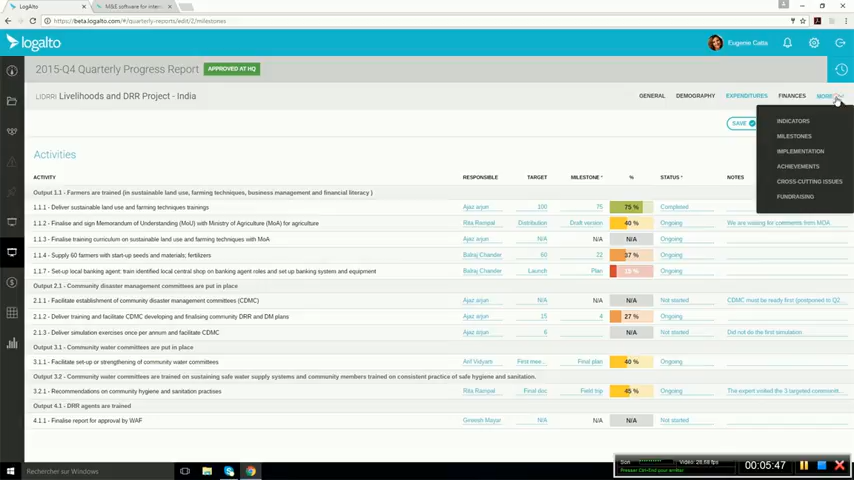 LogAlto
M&E software for inter
https://beta.logalto.com/#/quarterly-reports/edit/2/milestones
logalto
Eugenie Catta
2015-Q4 Quarterly Progress Report
APPROVED AT HQ
LIDRRI Livelihoods and DRR Project - India
GENERAL DEMOGRAPHY EXPENDITURES FINANCES MORE
INDICATORS
MILESTONES
IMPLEMENTATION
ACHIEVEMENTS
CROSS-CUTTING ISSUES
FUNDRAISING
SAVE
Activities
ACTIVITY RESPONSIBLE TARGET MILESTONE * % STATUS * NOTES
Output 1.1 - Farmers are trained (in sustainable land use, farming techniques, business management and financial literacy )
1.1.1 - Deliver sustainable land use and farming techniques trainings Ajaz arjun 100 75 75 % Completed
1.1.2 - Finalise and sign Memorandum of Understanding (MoU) with Ministry of Agriculture (MoA) for agriculture Rita Rampal Distribution Draft version 40 % Ongoing We are waiting for comments from MOA.
1.1.3 - Finalise training curriculum on sustainable land use and farming techniques with MoA Ajaz arjun N/A N/A N/A Ongoing
1.1.4 - Supply 60 farmers with start-up seeds and materials; fertilizers Balraj Chander 60 22 37 % Ongoing
1.1.7 - Set-up local banking agent: train identified local central shop on banking agent roles and set up banking system and equipment Balraj Chander Launch Plan 15 % Ongoing
Output 2.1 - Community disaster management committees are put in place
2.1.1 - Facilitate establishment of community disaster management committees (CDMC) Ajaz arjun N/A N/A Not started CDMC must be ready first (postponed to Q2...
2.1.2 - Deliver training and facilitate CDMC developing and finalising community DRR and DM plans Ajaz arjun 15 4 27 % Ongoing
2.1.3 - Deliver simulation exercises once per annum and facilitate CDMC Ajaz arjun 6 N/A Not started Did not do the first simulation
Output 3.1 - Community water committees are put in place
3.1.1 - Facilitate set-up or strengthening of community water committees Arif Vidyam First mee... Final plan 40 % Ongoing
Output 3.2 - Community water committees are trained on sustaining safe water supply systems and community members trained on consistent practice of safe hygiene and sanitation.
3.2.1 - Recommendations on community hygiene and sanitation practises Rita Rampal Final doc Field trip 45 % Ongoing The expert visited the 3 targeted communit...
Output 4.1 - DRR agents are trained
4.1.1 - Finalise report for approval by WAF Gireesh Mayar N/A N/A N/A Not started
Rechercher sur Windows
Son
Video: 28,68 fps
Presser Ctrl+End pour arrêter
00:05:47